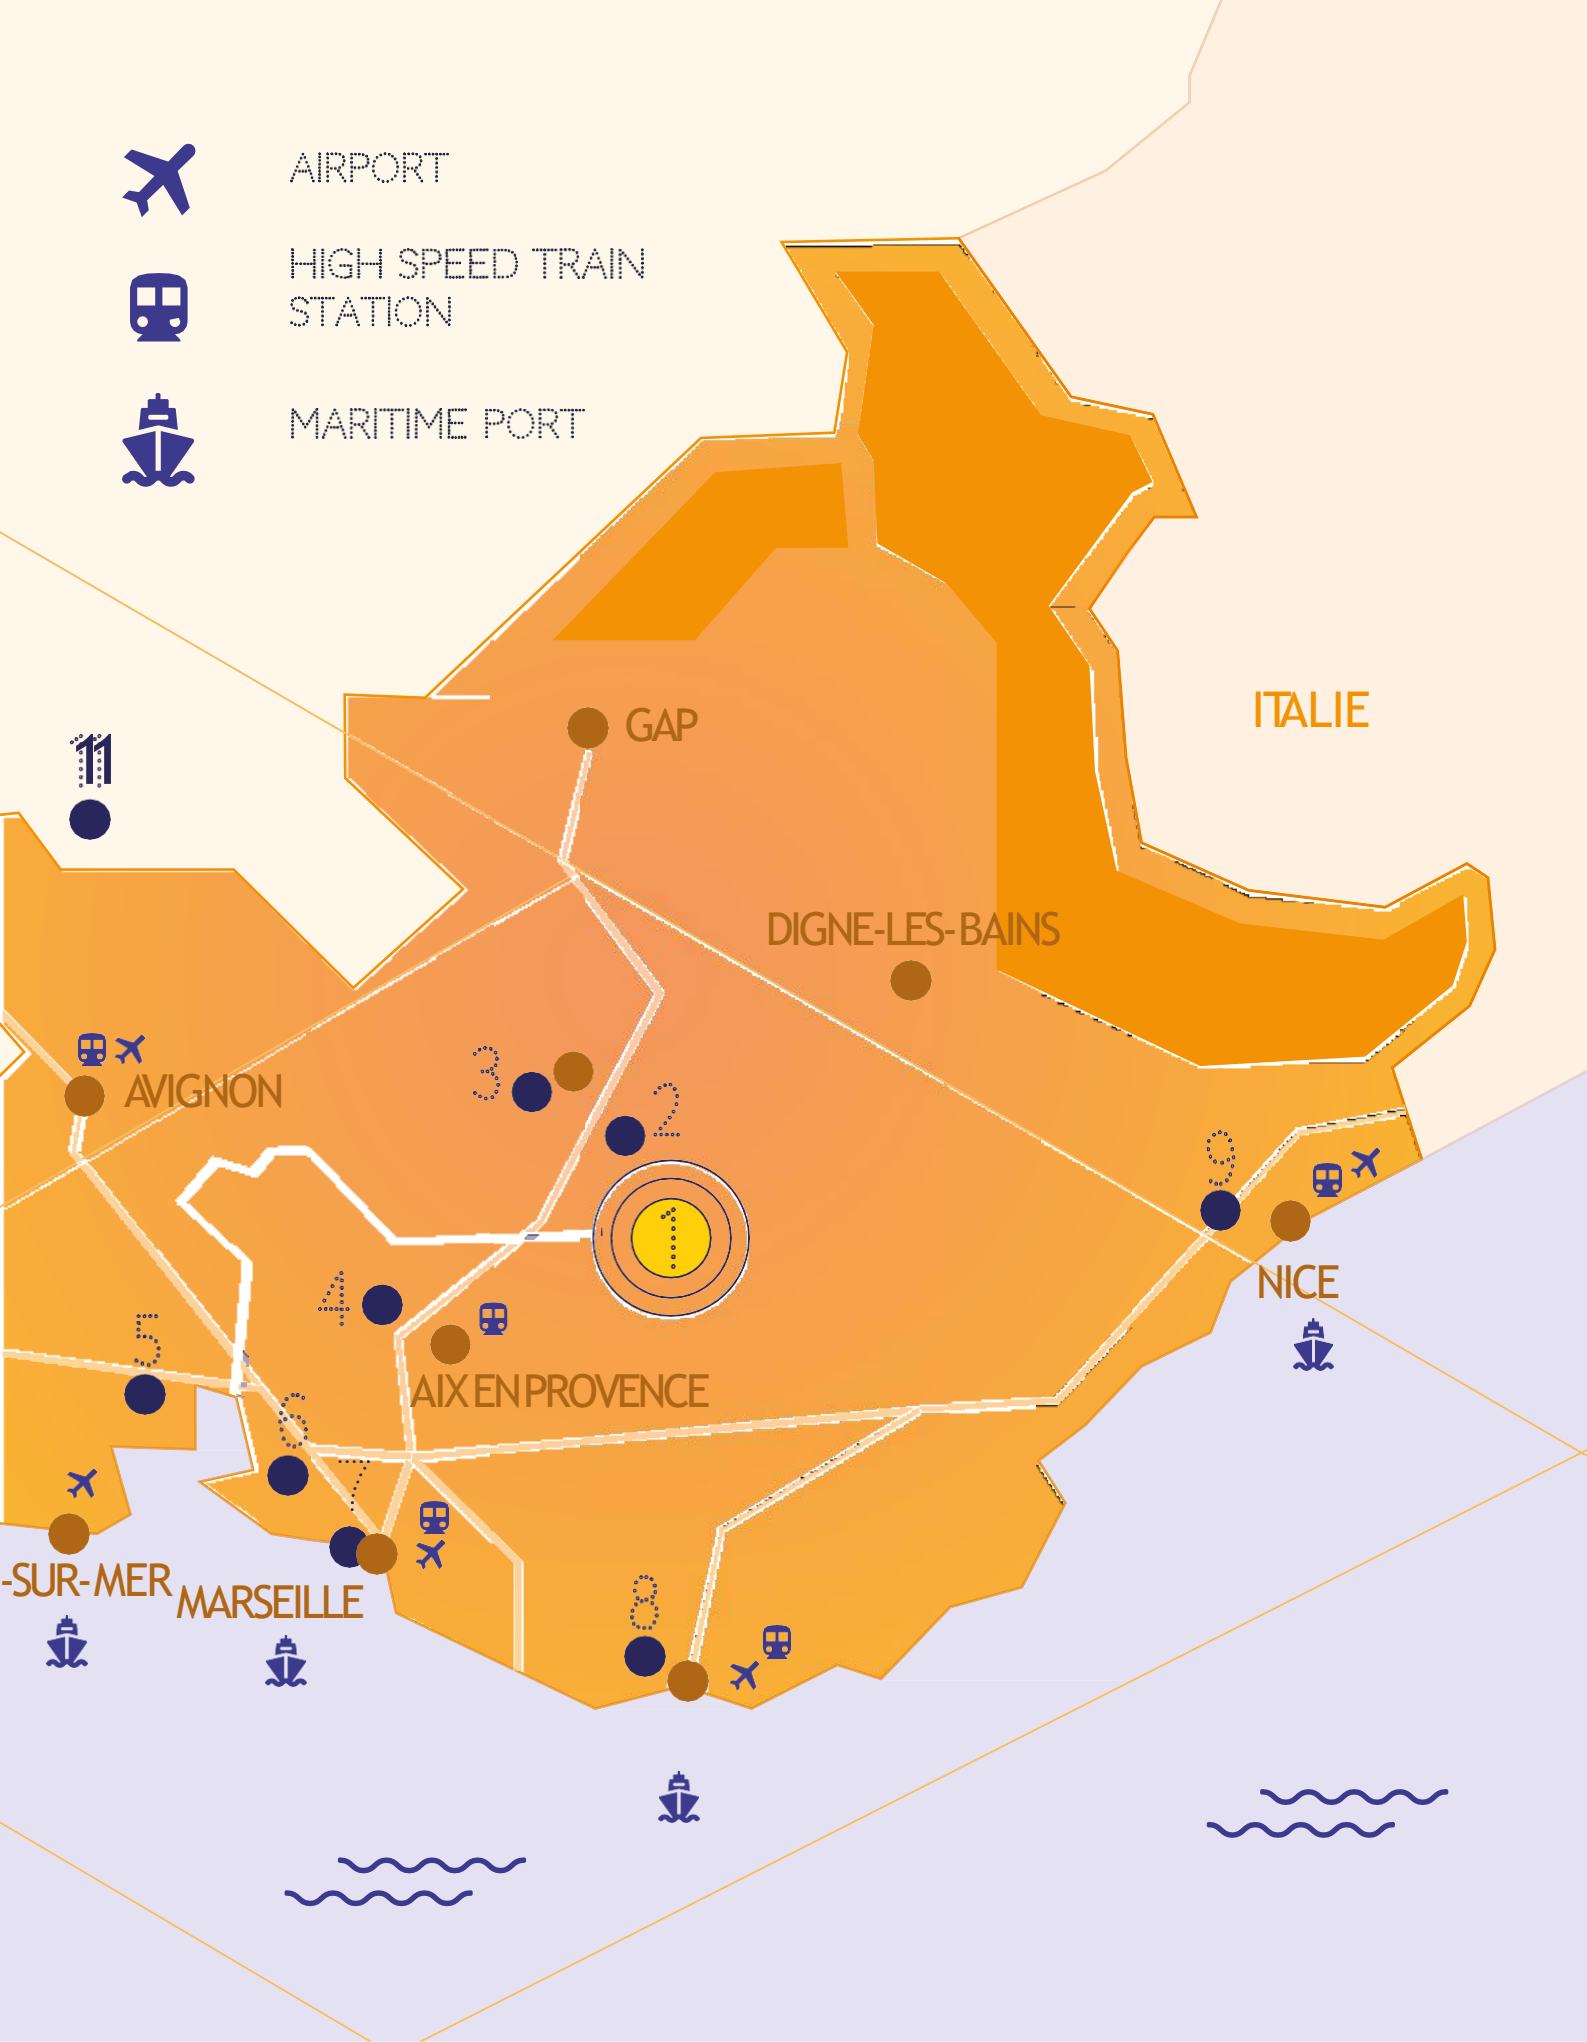 AIRPORT
HIGH SPEED TRAIN
STATION
MARITIME PORT
ITALIE
GAP
11
DIGNE-LES-BAINS
AVIGNON
3
2
9
1
NICE
4
5
AIX EN PROVENCE
6
7
-SUR-MER
MARSEILLE
8